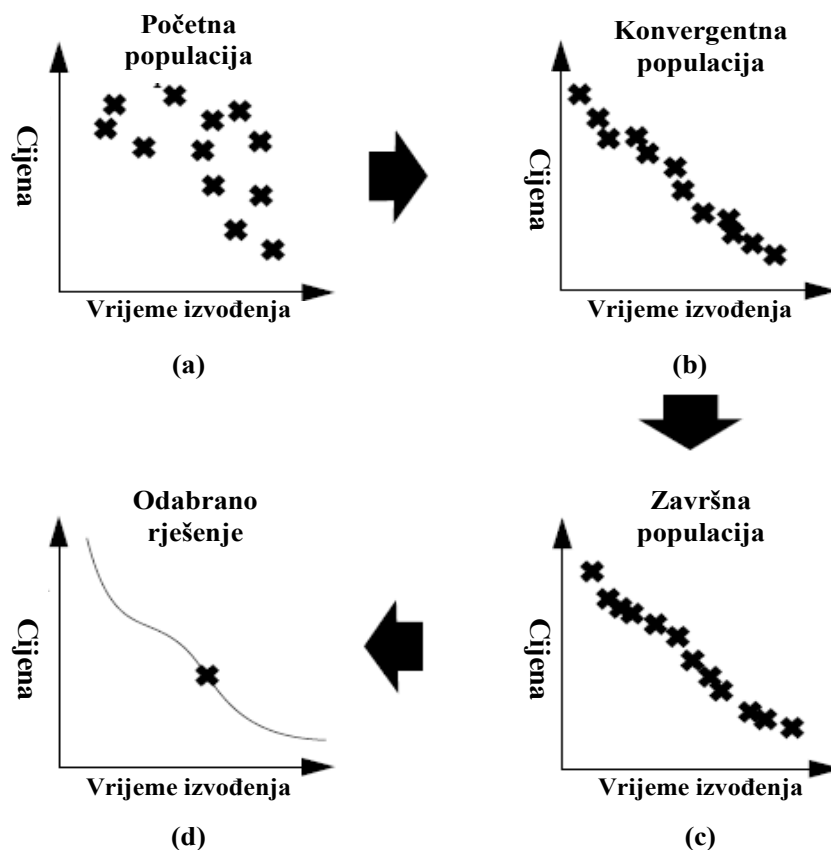 Početna
populacija
Cijena
Vrijeme izvođenja
(a)
Konvergentna
populacija
Cijena
Vrijeme izvođenja
(b)
Odabrano
rješenje
Cijena
Vrijeme izvođenja
(d)
Završna
populacija
Cijena
Vrijeme izvođenja
(c)